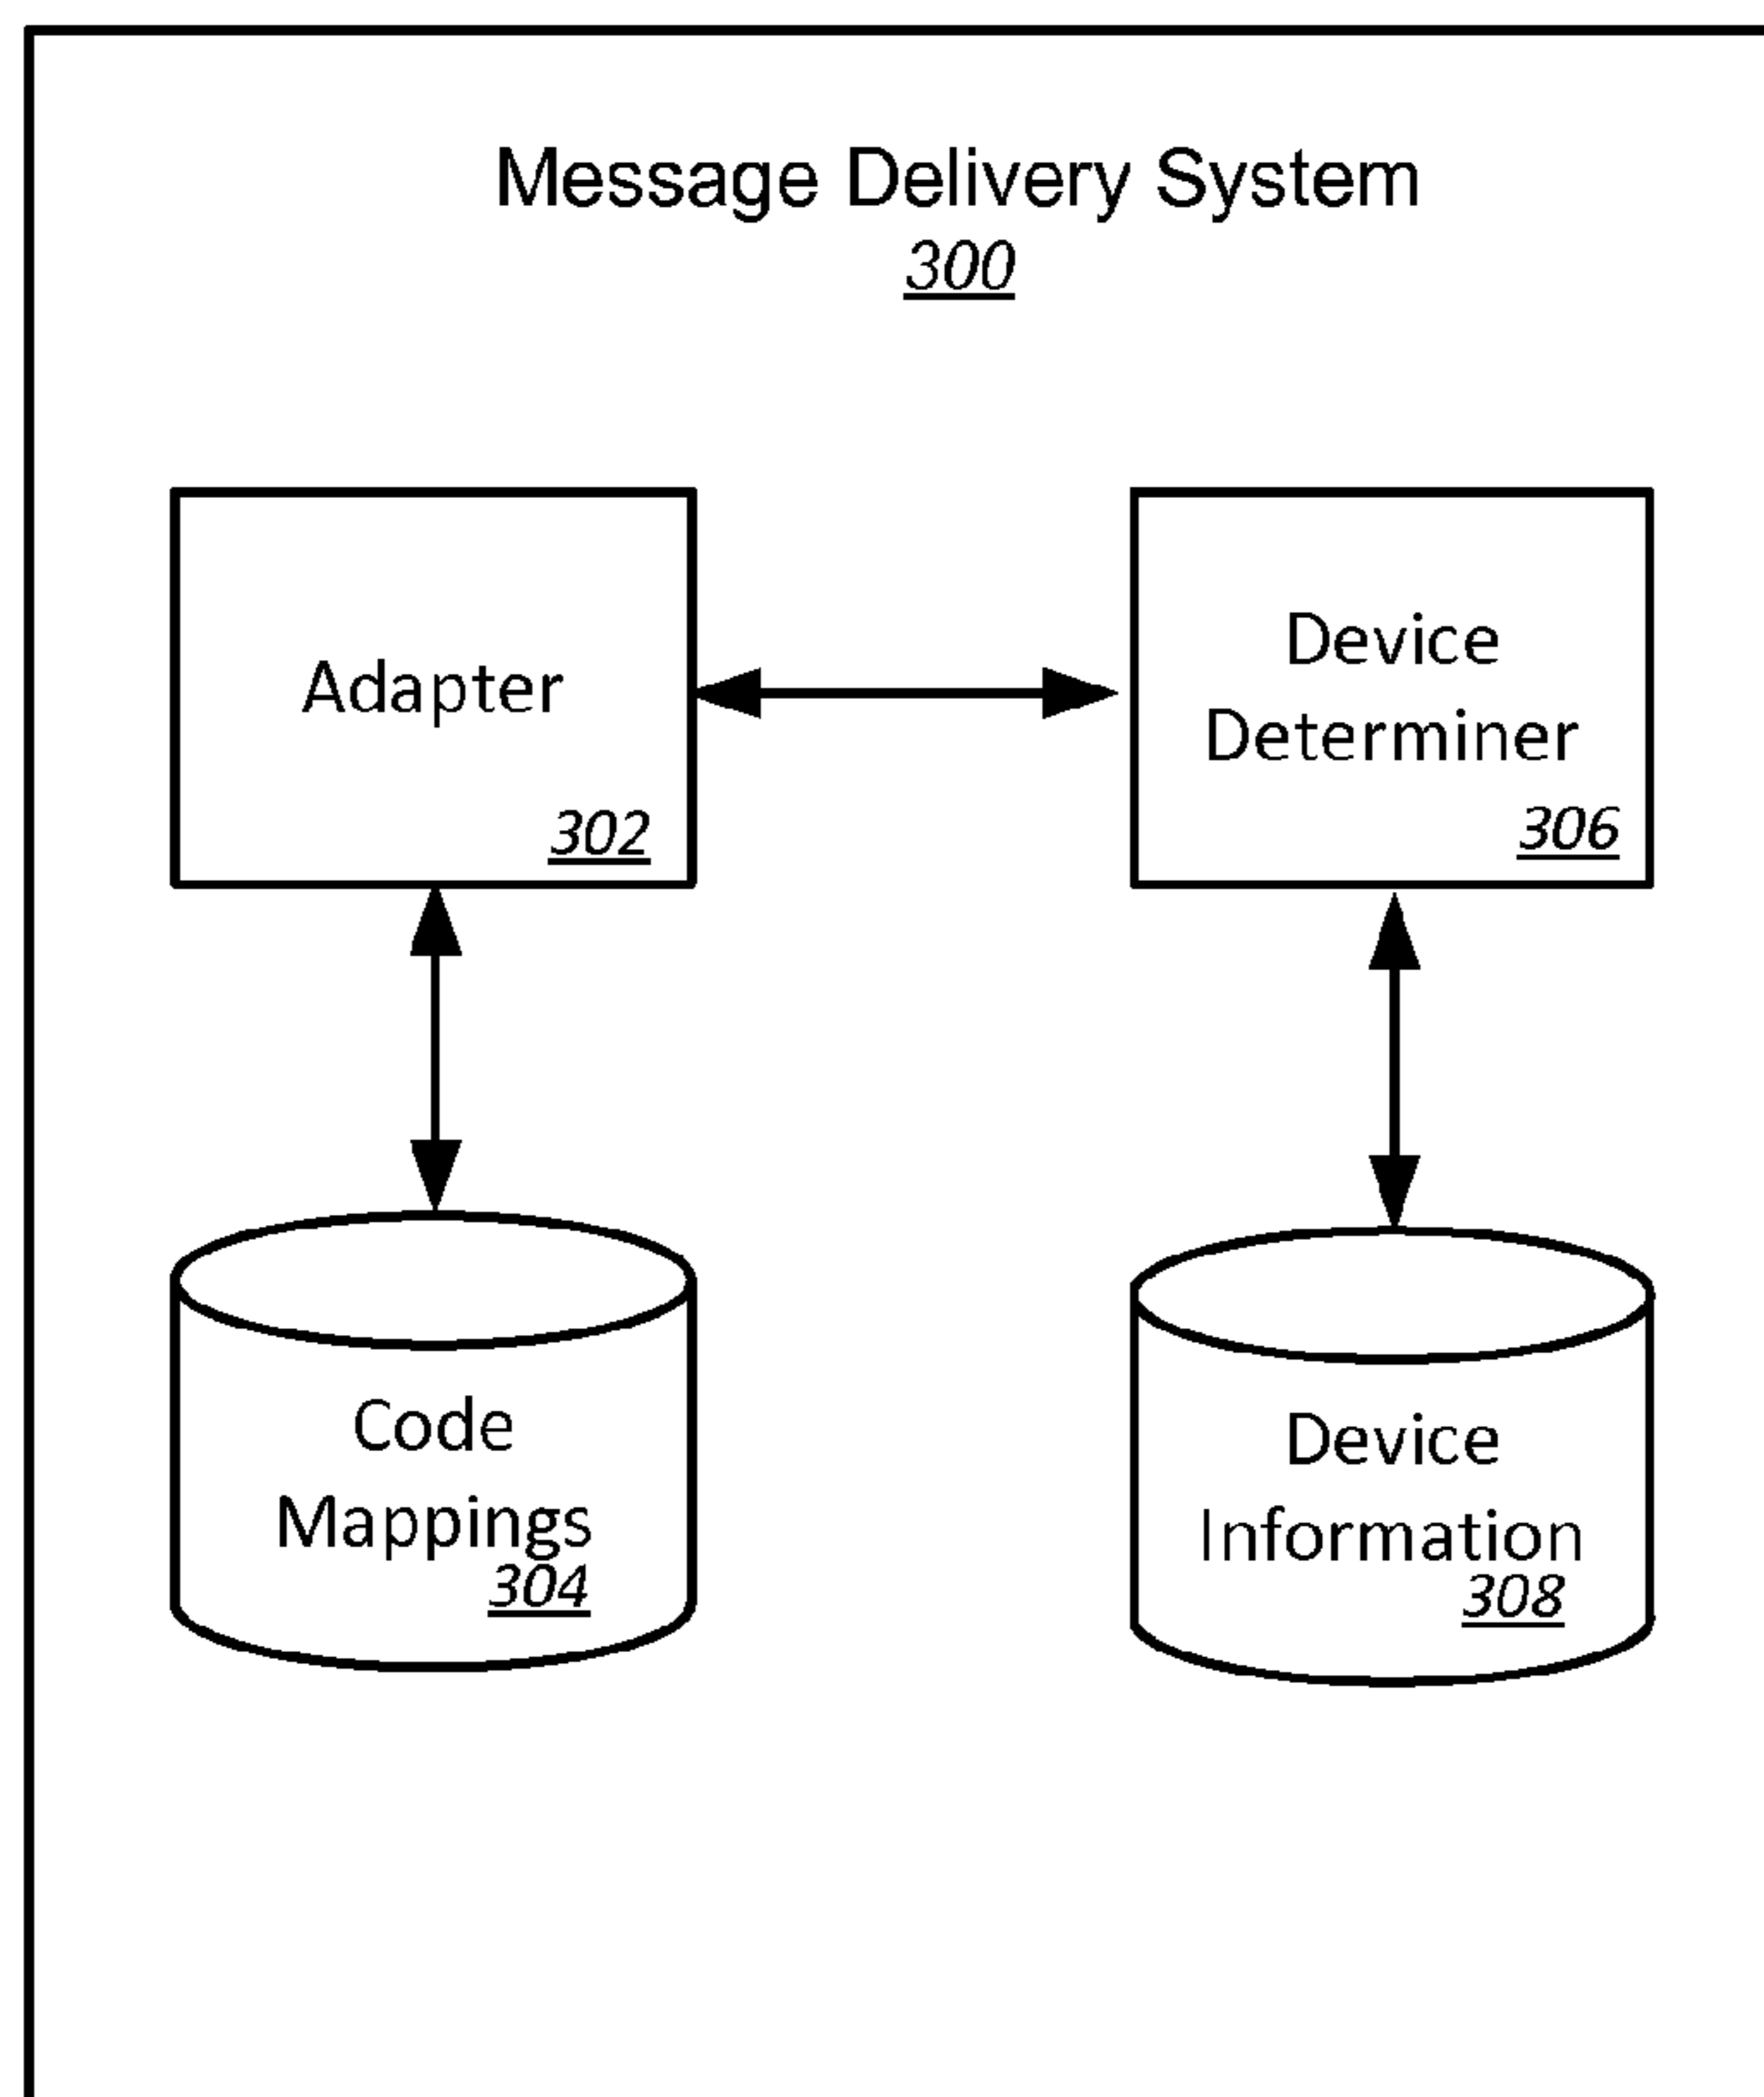 Message Delivery System
300
Adapter
302
Device
Determiner
306
Code
Mappings
304
Device
Information
308